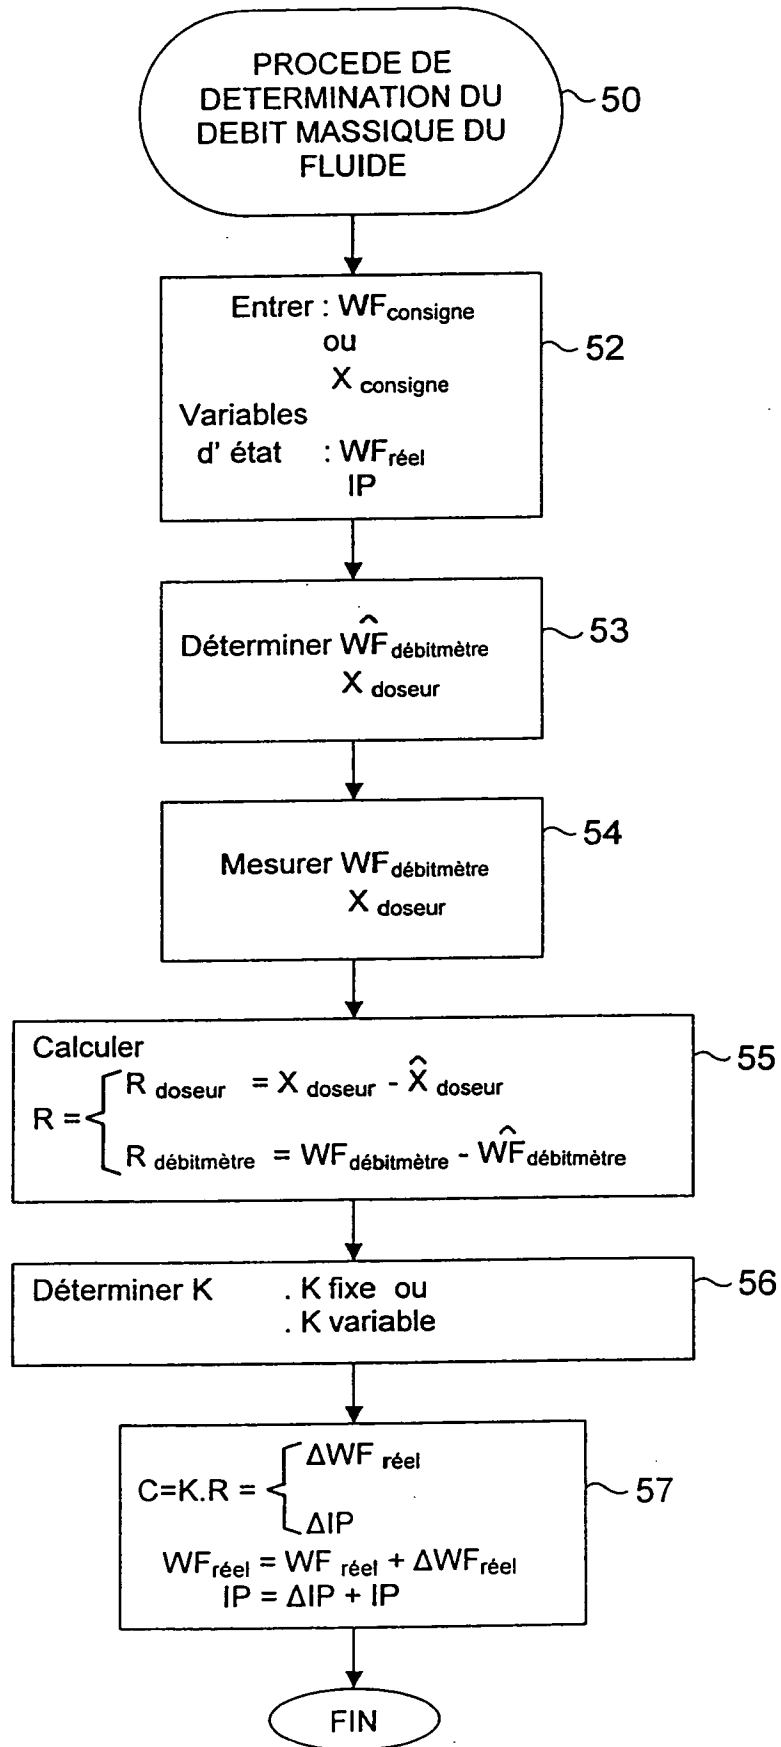 PROCEDE DE
DETERMINATION DU
DEBIT MASSIQUE DU
FLUIDE
50
Entrer : WFconsigne
ou
X consigne
Variables
d' état : WFréel
IP
52
Déterminer ŴFdébitmètre
X doseur
53
Mesurer WFdébitmètre
X doseur
54
Calculer
R = { R doseur = X doseur - X̂ doseur
R débitmètre = WFdébitmètre - ŴFdébitmètre
55
Déterminer K . K fixe ou
. K variable
56
C=K.R = { ΔWF réel
ΔIP
WFréel = WF réel + ΔWFréel
IP = ΔIP + IP
57
FIN